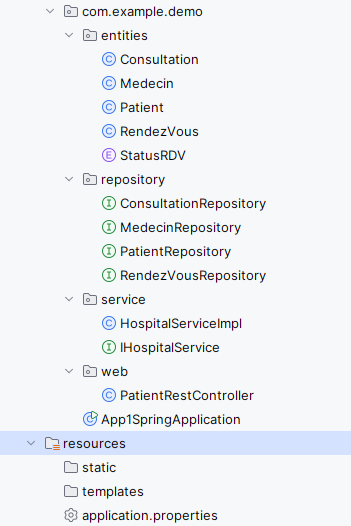 com.example.demo
entities
C Consultation
C Medecin
C Patient
C RendezVous
E StatusRDV
repository
I ConsultationRepository
I MedecinRepository
I PatientRepository
I RendezVousRepository
service
C HospitalServiceImpl
I IHospitalService
web
C PatientRestController
App1SpringApplication
resources
static
templates
application.properties